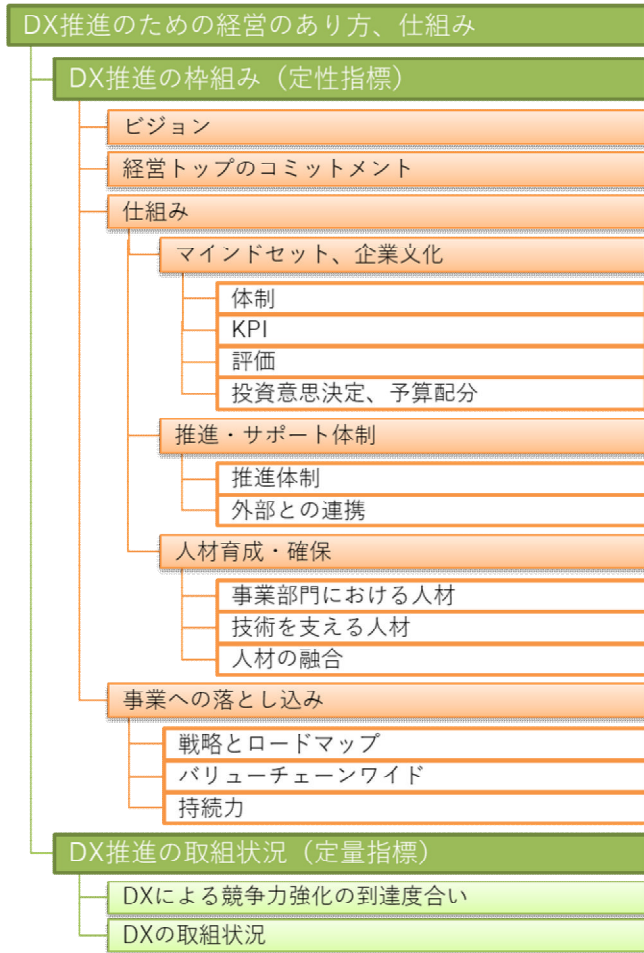 DX推進のための経営のあり方、仕組み
DX推進の枠組み（定性指標）
ビジョン
経営トップのコミットメント
仕組み
マインドセット、企業文化
体制
KPI
評価
投資意思決定、予算配分
推進・サポート体制
推進体制
外部との連携
人材育成・確保
事業部門における人材
技術を支える人材
人材の融合
事業への落とし込み
戦略とロードマップ
バリューチェーンワイド
持続力
DX推進の取組状況（定量指標）
DXによる競争力強化の到達度合い
DXの取組状況